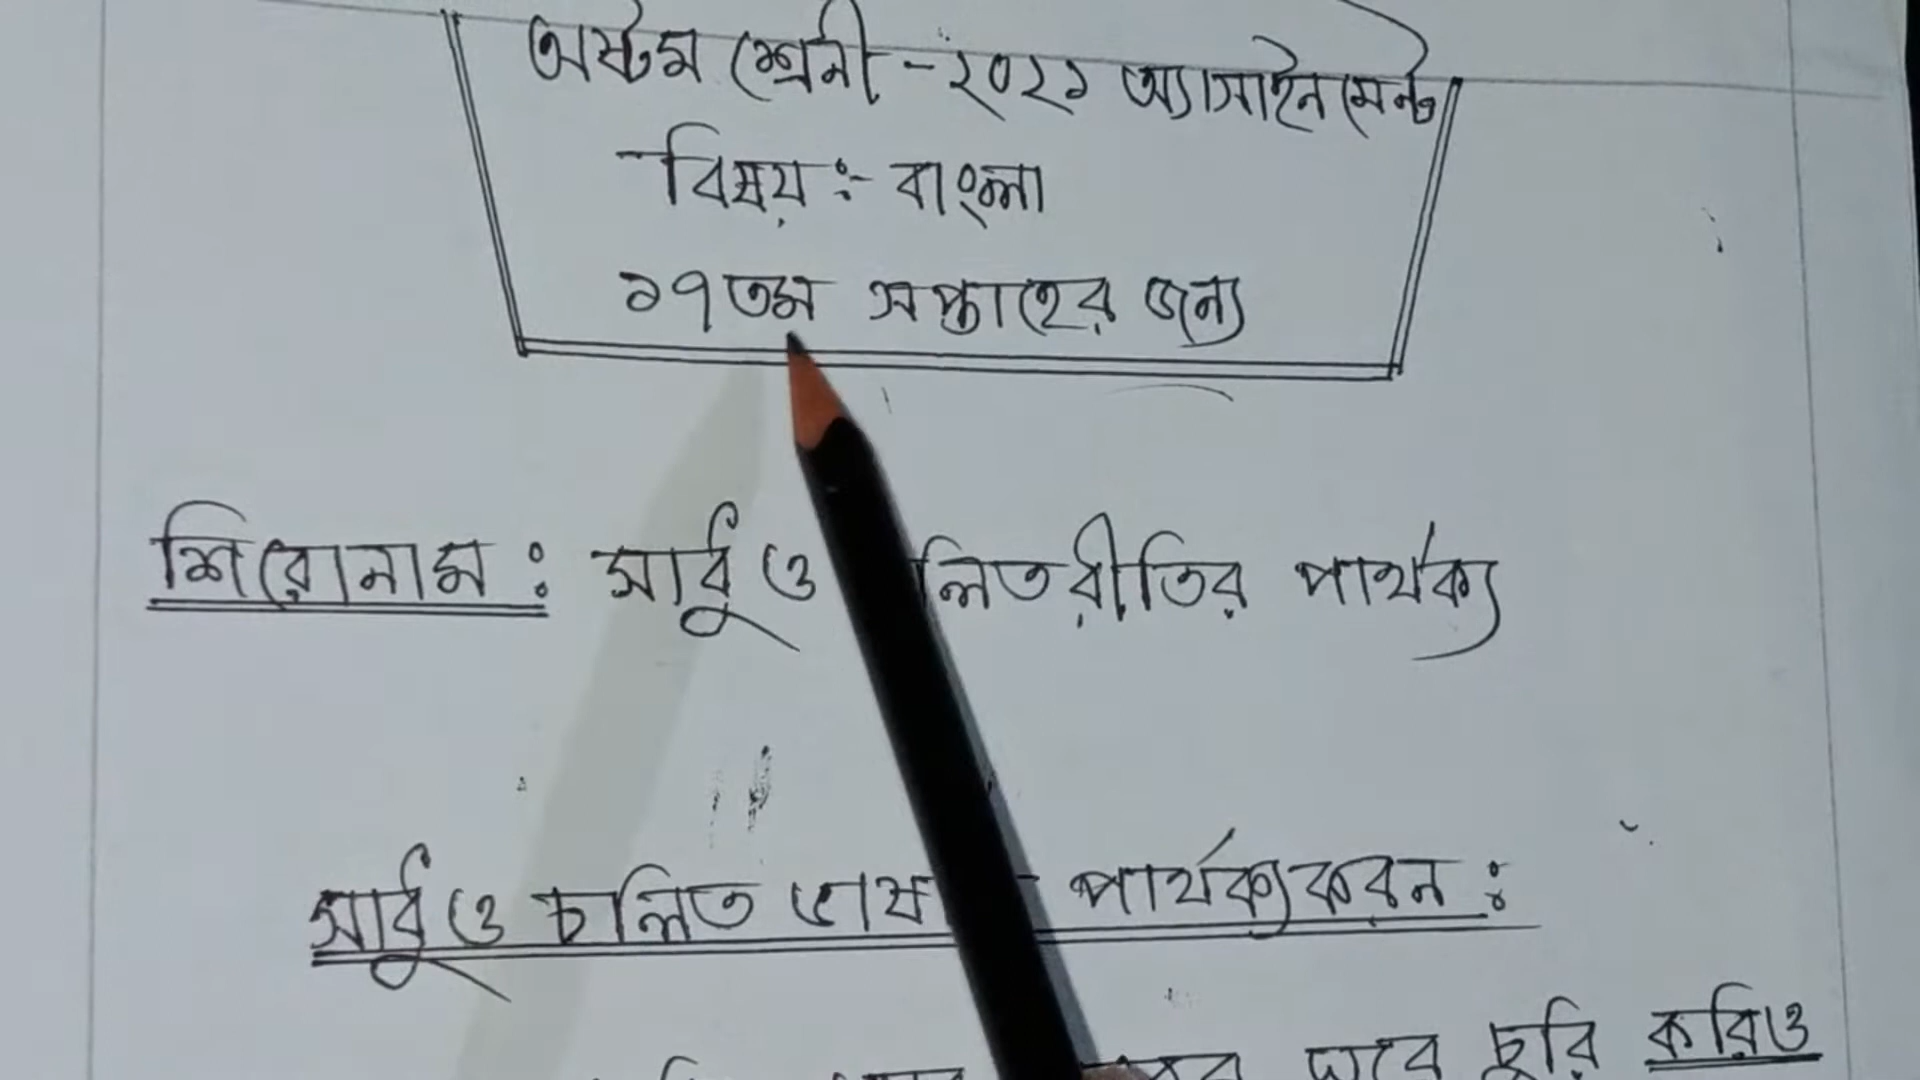 অষ্টম শ্রেনী - ২০২১ অ্যাসাইনমেন্ট
বিষয় :- বাংলা
১৭তম সপ্তাহের জন্য
শিরোনাম : সাধু ও লিতরীতির পার্থক্য
সাধু ও চলিত ভাষা পার্থক্যকরন :
চুরি করিও